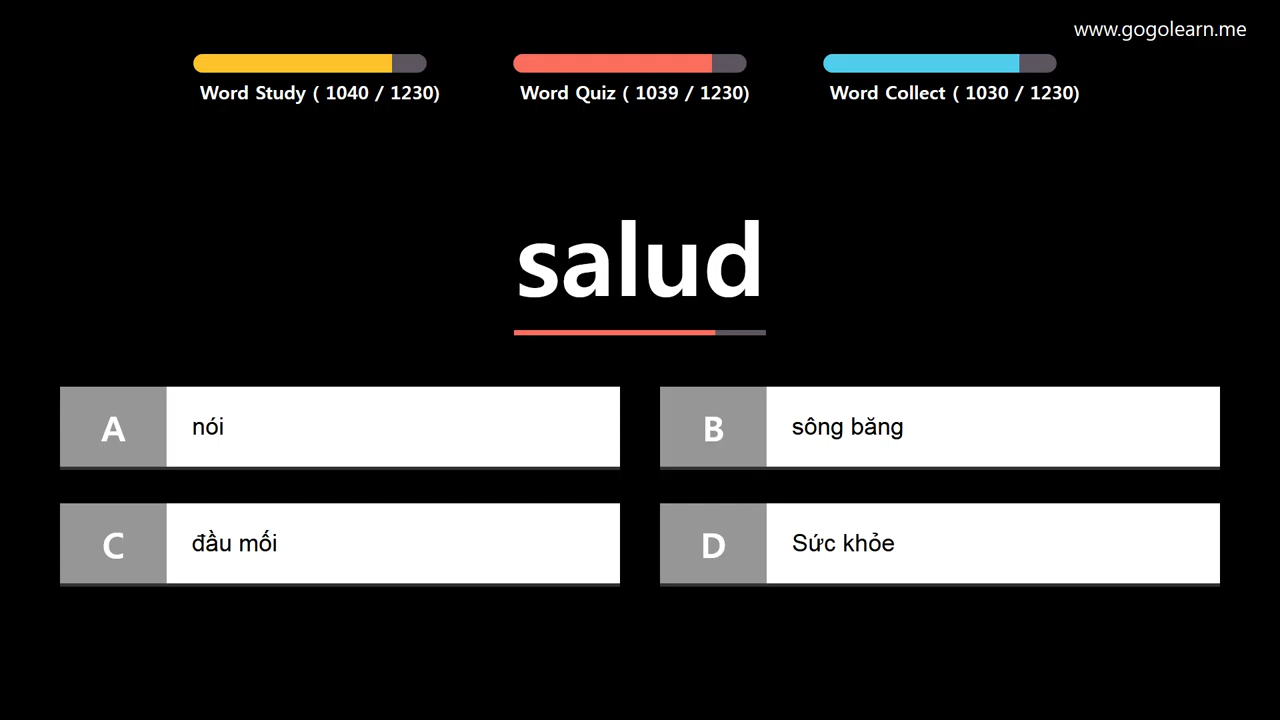 www.gogolearn.me
Word Study ( 1040 / 1230)
Word Quiz ( 1039 / 1230)
Word Collect ( 1030 / 1230)
salud
A
nói
B
sông băng
C
đầu mối
D
Sức khỏe